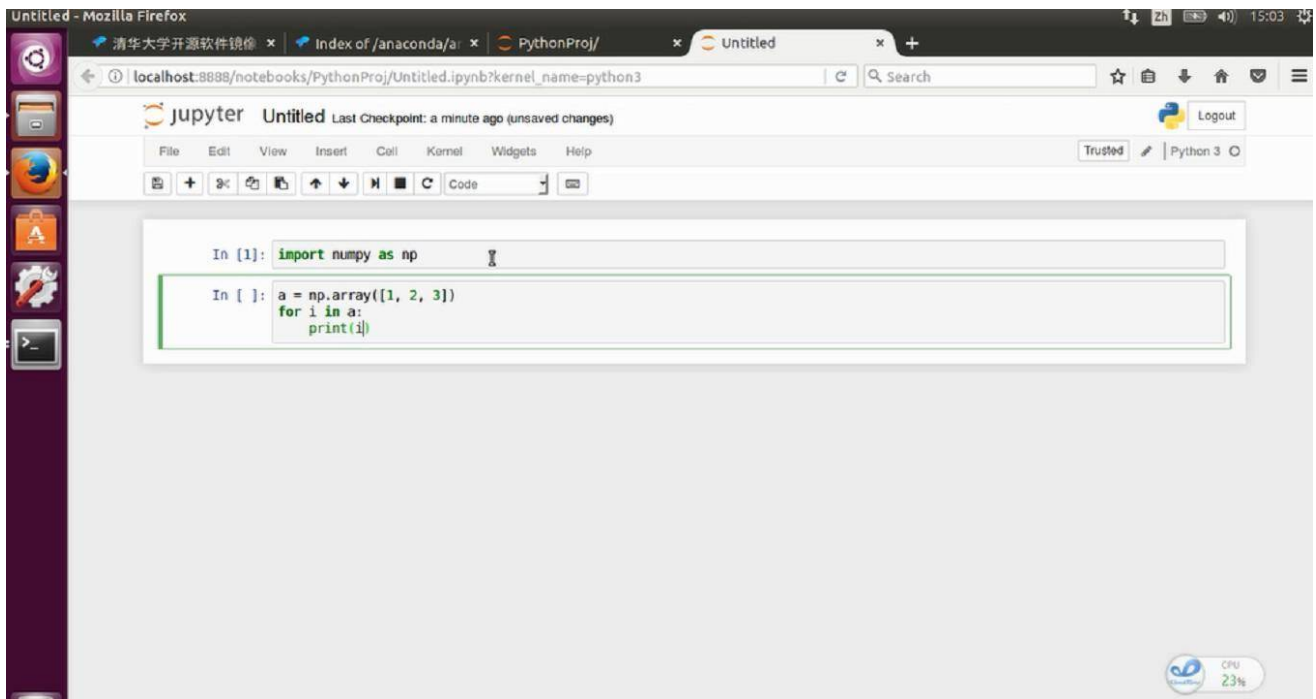 Untitled - Mozilla Firefox
Zh
15:03
清华大学开源软件镜像
Index of /anaconda/ar
PythonProj/
Untitled
localhost:8888/notebooks/PythonProj/Untitled.ipynb?kernel_name=python3
Search
jupyter Untitled Last Checkpoint: a minute ago (unsaved changes)
Logout
File Edit View Insert Cell Kernel Widgets Help
Trusted
Python 3
Code
In [1]: import numpy as np
In [ ]: a = np.array([1, 2, 3])
for i in a:
print(i)
CPU
23%